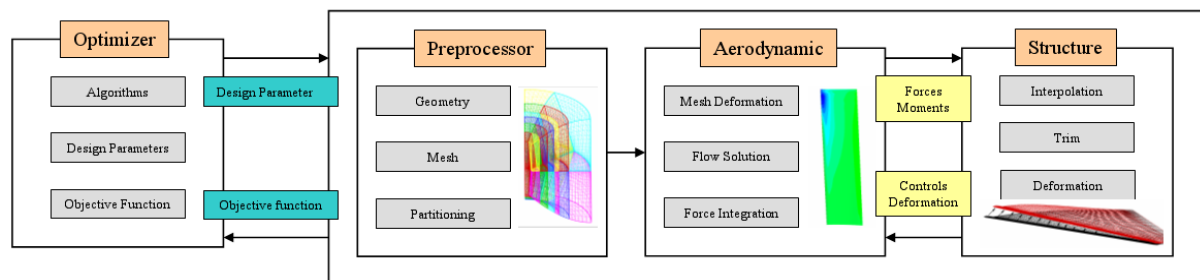 Optimizer
Algorithms
Design Parameters
Objective Function
Design Parameter
Objective function
Preprocessor
Geometry
Mesh
Partitioning
Aerodynamic
Mesh Deformation
Flow Solution
Force Integration
Forces
Moments
Controls
Deformation
Structure
Interpolation
Trim
Deformation